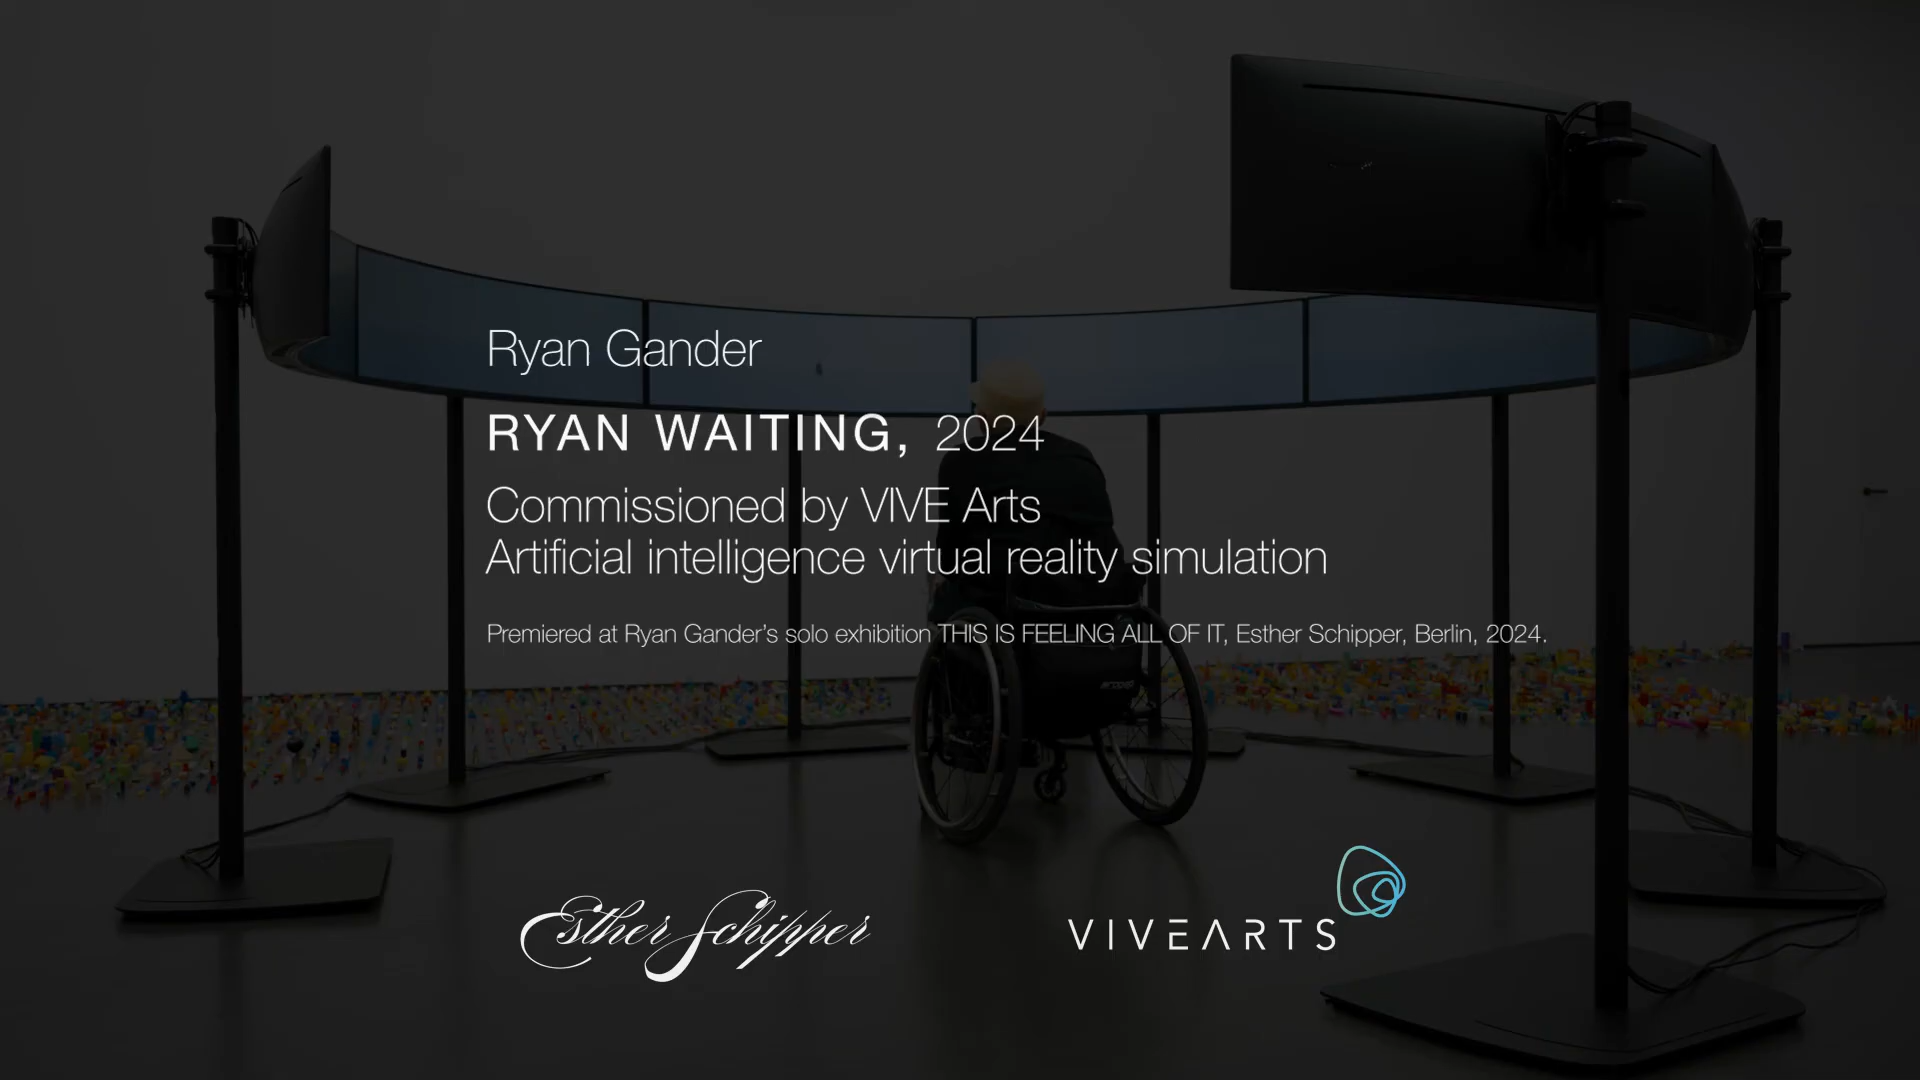 Ryan Gander
RYAN WAITING, 2024
Commissioned by VIVE Arts
Artificial intelligence virtual reality simulation
Premiered at Ryan Gander’s solo exhibition THIS IS FEELING ALL OF IT, Esther Schipper, Berlin, 2024.
Esther Schipper
VIVEARTS